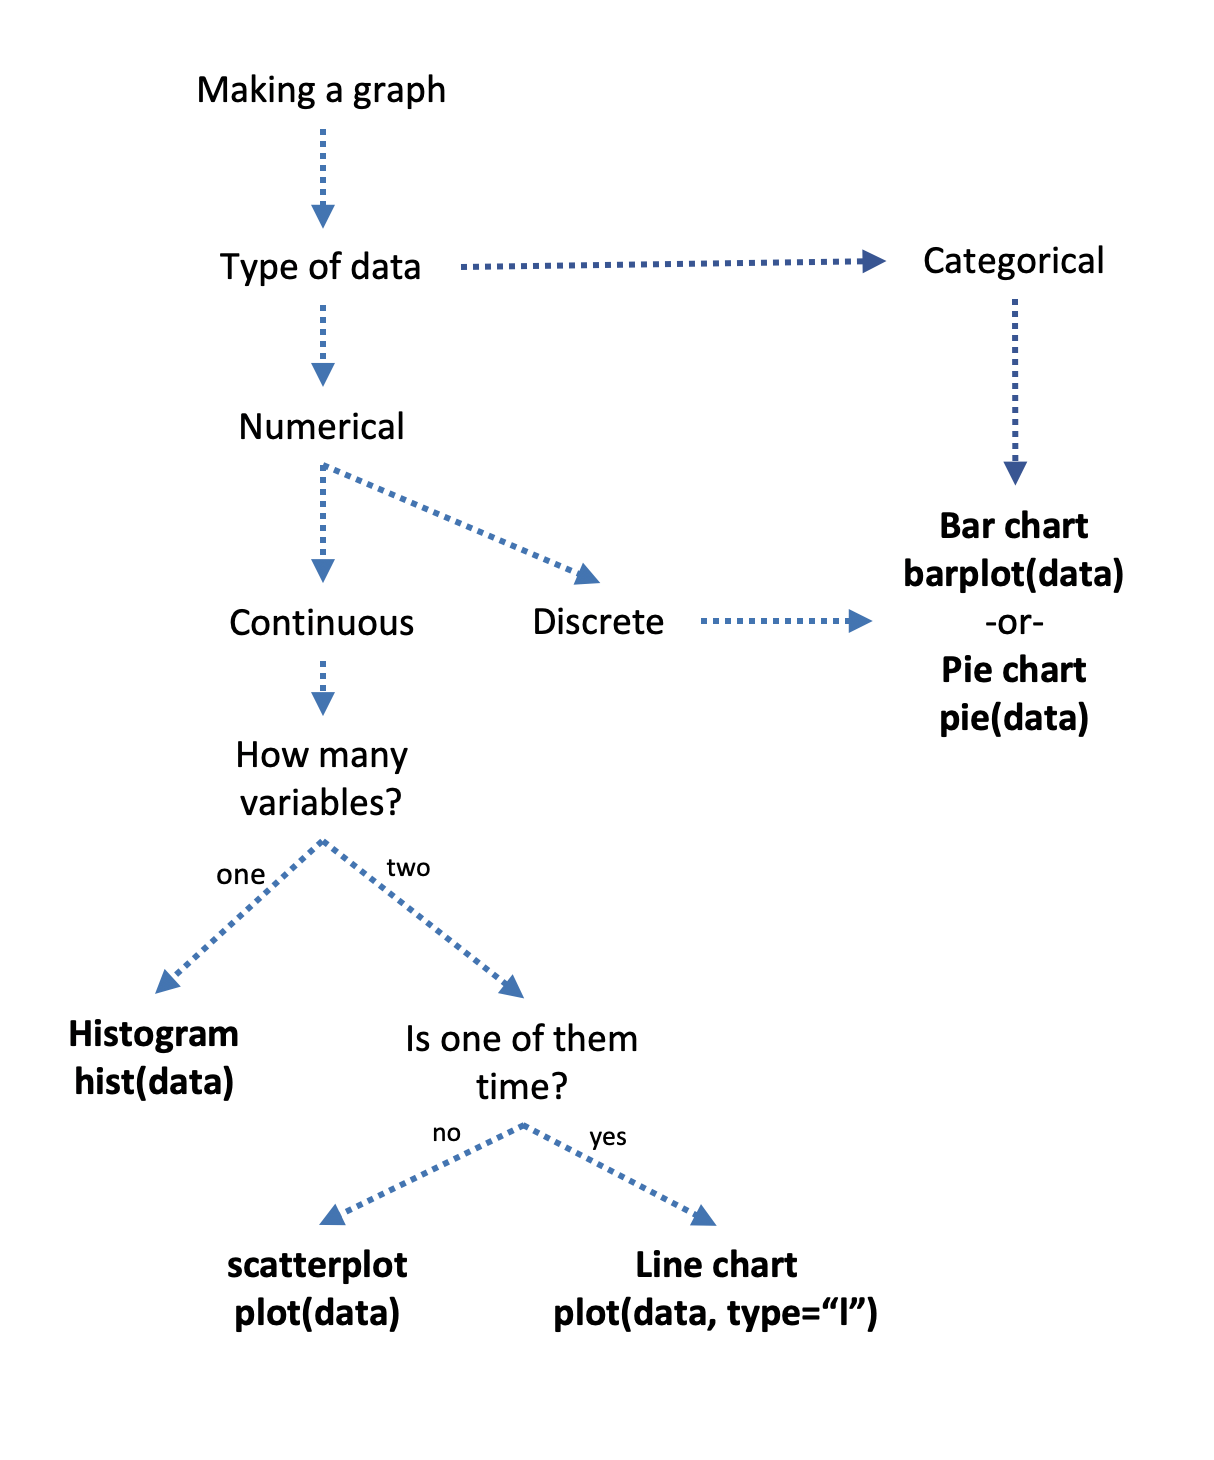 Making a graph
Type of data
Categorical
Numerical
Bar chart
barplot(data)
-or-
Pie chart
pie(data)
Continuous
Discrete
How many
variables?
one
two
Histogram
hist(data)
Is one of them
time?
no
yes
scatterplot
plot(data)
Line chart
plot(data, type=“l”)